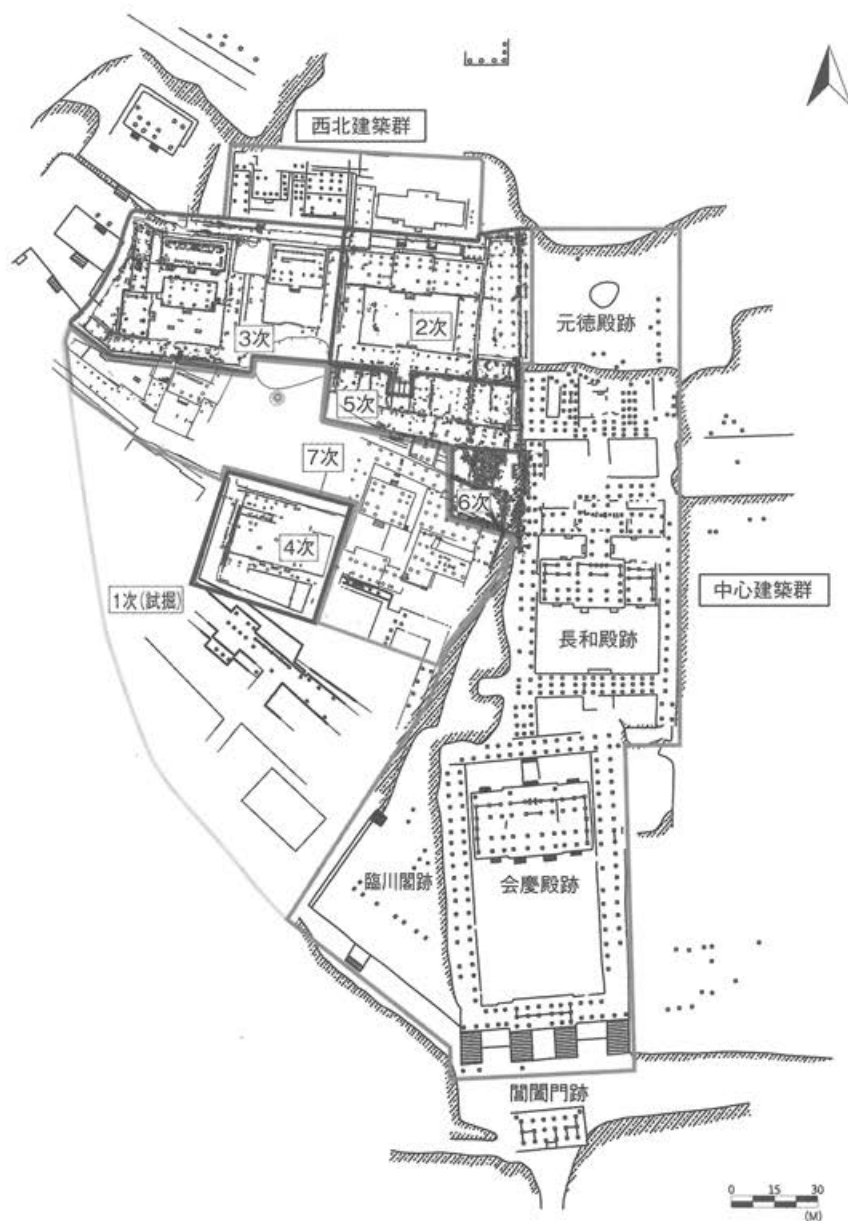 西北建築群
元徳殿跡
2次
3次
5次
7次
6次
4次
中心建築群
1次(試掘)
長和殿跡
臨川閣跡
会慶殿跡
閶闔門跡
0 15 30
(M)